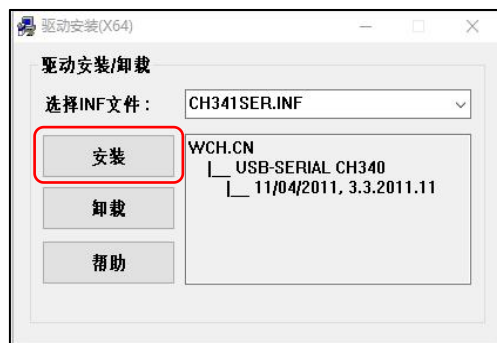 驱动安装(X64)
驱动安装/卸载
选择INF文件：
CH341SER.INF
安装
卸载
帮助
WCH.CN
|__ USB-SERIAL CH340
|__ 11/04/2011, 3.3.2011.11